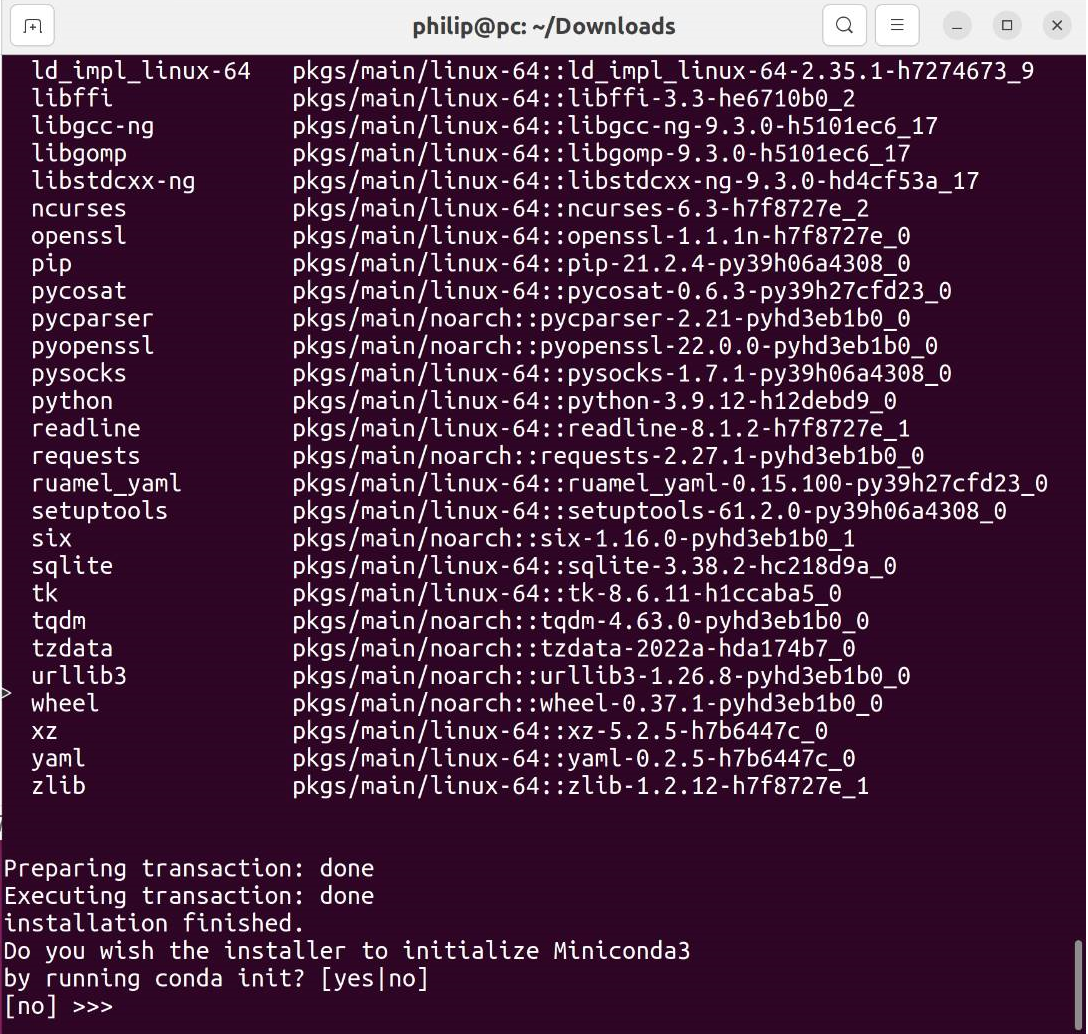 philip@pc: ~/Downloads
ld_impl_linux-64 pkgs/main/linux-64::ld_impl_linux-64-2.35.1-h7274673_9
libffi pkgs/main/linux-64::libffi-3.3-he6710b0_2
libgcc-ng pkgs/main/linux-64::libgcc-ng-9.3.0-h5101ec6_17
libgomp pkgs/main/linux-64::libgomp-9.3.0-h5101ec6_17
libstdcxx-ng pkgs/main/linux-64::libstdcxx-ng-9.3.0-hd4cf53a_17
ncurses pkgs/main/linux-64::ncurses-6.3-h7f8727e_2
openssl pkgs/main/linux-64::openssl-1.1.1n-h7f8727e_0
pip pkgs/main/linux-64::pip-21.2.4-py39h06a4308_0
pycosat pkgs/main/linux-64::pycosat-0.6.3-py39h27cfd23_0
pycparser pkgs/main/noarch::pycparser-2.21-pyhd3eb1b0_0
pyopenssl pkgs/main/noarch::pyopenssl-22.0.0-pyhd3eb1b0_0
pysocks pkgs/main/linux-64::pysocks-1.7.1-py39h06a4308_0
python pkgs/main/linux-64::python-3.9.12-h12debd9_0
readline pkgs/main/linux-64::readline-8.1.2-h7f8727e_1
requests pkgs/main/noarch::requests-2.27.1-pyhd3eb1b0_0
ruamel_yaml pkgs/main/linux-64::ruamel_yaml-0.15.100-py39h27cfd23_0
setuptools pkgs/main/linux-64::setuptools-61.2.0-py39h06a4308_0
six pkgs/main/noarch::six-1.16.0-pyhd3eb1b0_1
sqlite pkgs/main/linux-64::sqlite-3.38.2-hc218d9a_0
tk pkgs/main/linux-64::tk-8.6.11-h1ccaba5_0
tqdm pkgs/main/noarch::tqdm-4.63.0-pyhd3eb1b0_0
tzdata pkgs/main/noarch::tzdata-2022a-hda174b7_0
urllib3 pkgs/main/noarch::urllib3-1.26.8-pyhd3eb1b0_0
wheel pkgs/main/noarch::wheel-0.37.1-pyhd3eb1b0_0
xz pkgs/main/linux-64::xz-5.2.5-h7b6447c_0
yaml pkgs/main/linux-64::yaml-0.2.5-h7b6447c_0
zlib pkgs/main/linux-64::zlib-1.2.12-h7f8727e_1
Preparing transaction: done
Executing transaction: done
installation finished.
Do you wish the installer to initialize Miniconda3
by running conda init? [yes|no]
[no] >>>